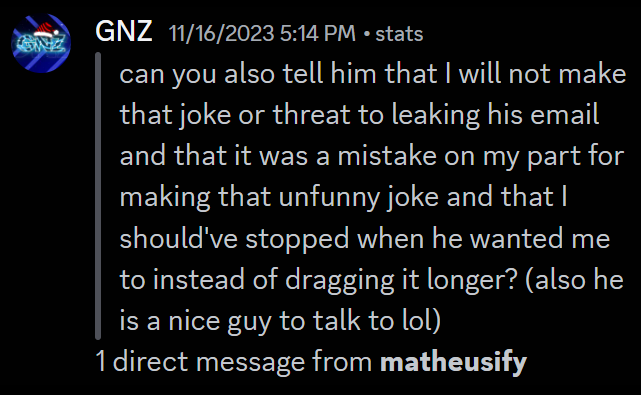 GNZ 11/16/2023 5:14 PM • stats
can you also tell him that I will not make
that joke or threat to leaking his email
and that it was a mistake on my part for
making that unfunny joke and that I
should've stopped when he wanted me
to instead of dragging it longer? (also he
is a nice guy to talk to lol)
1 direct message from matheusify